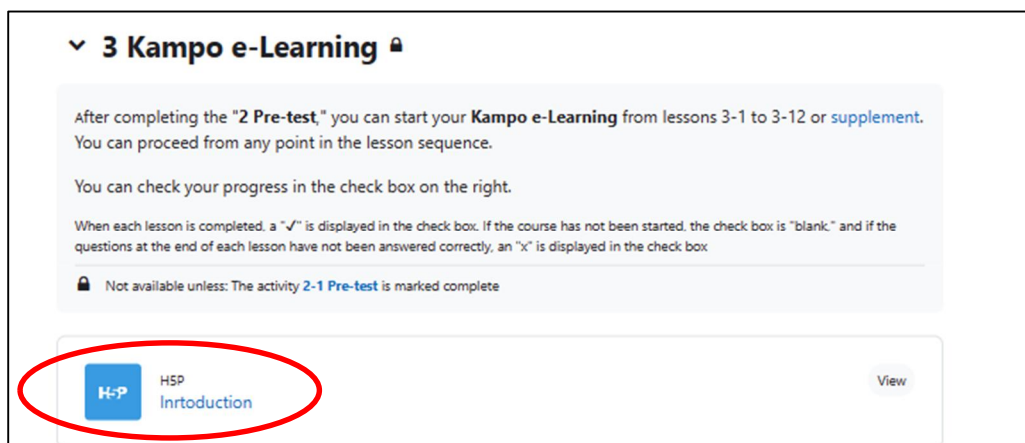 3 Kampo e-Learning
After completing the "2 Pre-test," you can start your Kampo e-Learning from lessons 3-1 to 3-12 or supplement.
You can proceed from any point in the lesson sequence.
You can check your progress in the check box on the right.
When each lesson is completed, a "✓" is displayed in the check box. If the course has not been started, the check box is "blank." and if the
questions at the end of each lesson have not been answered correctly, an "x" is displayed in the check box
Not available unless: The activity 2-1 Pre-test is marked complete
H5P
H5P
Inrtoduction
View